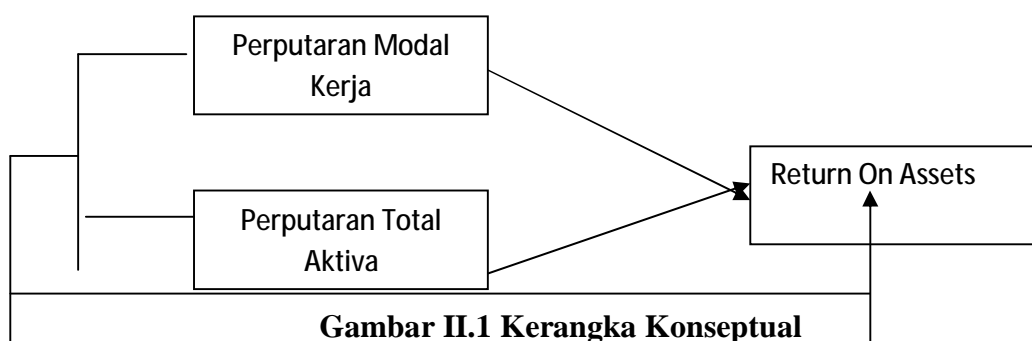 Perputaran Modal
Kerja
Return On Assets
Perputaran Total
Aktiva
Gambar II.1 Kerangka Konseptual